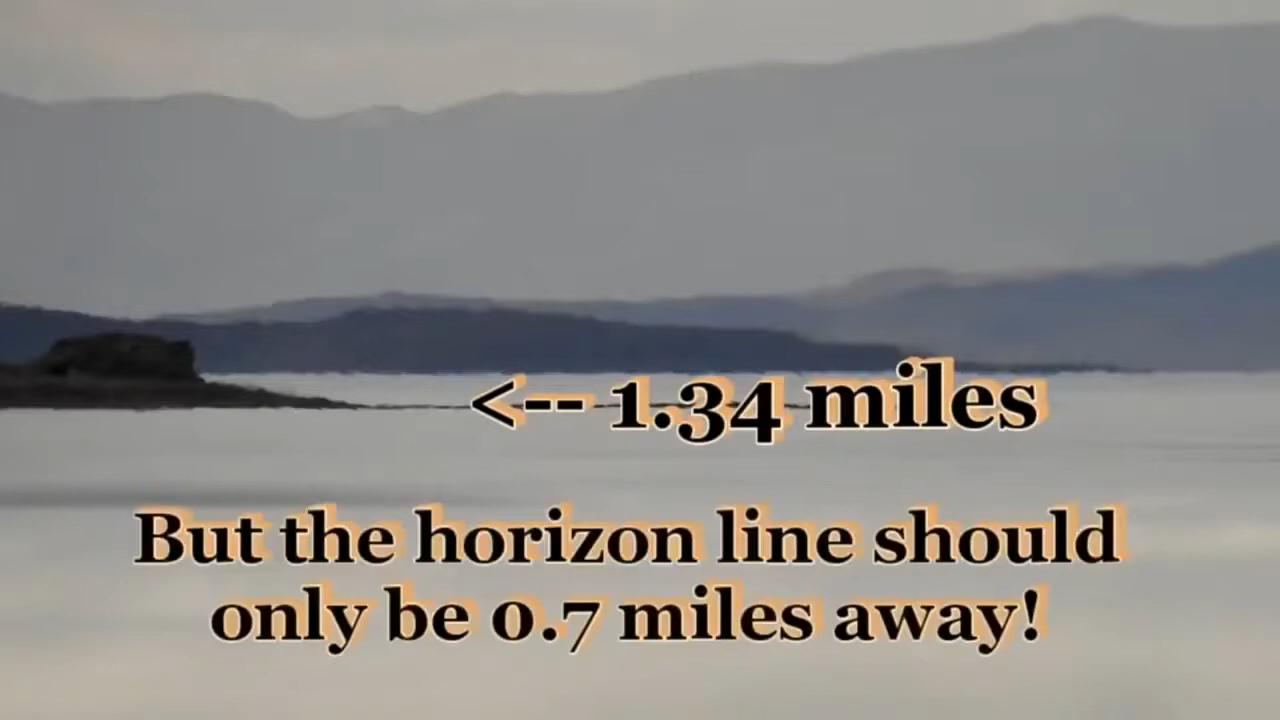 <-- 1.34 miles
But the horizon line should
only be 0.7 miles away!